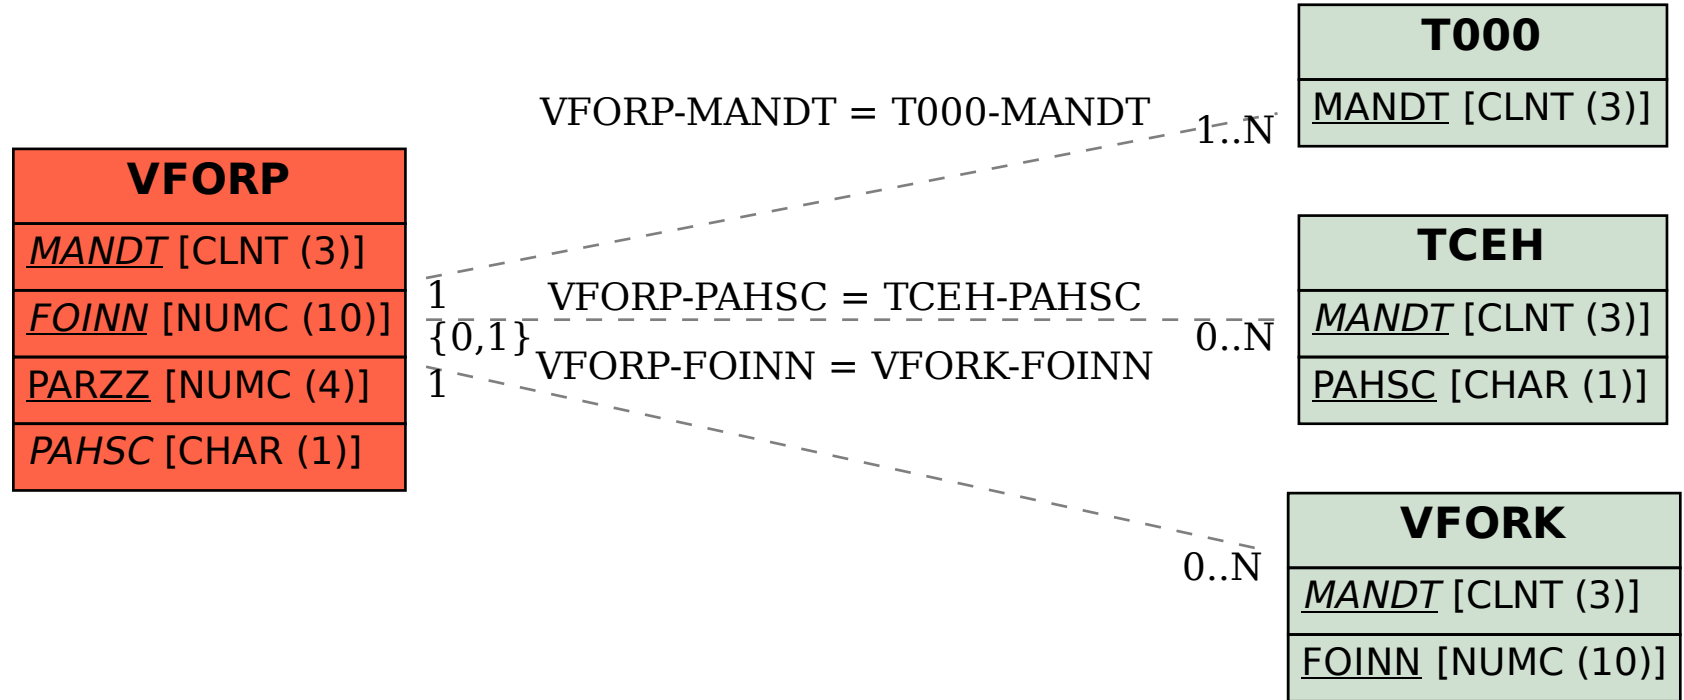 VFORP
MANDT [CLNT (3)]
FOINN [NUMC (10)]
PARZZ [NUMC (4)]
PAHSC [CHAR (1)]
VFORP-MANDT = T000-MANDT
1..N
1
VFORP-PAHSC = TCEH-PAHSC
{0,1}
0..N
VFORP-FOINN = VFORK-FOINN
1
0..N
T000
MANDT [CLNT (3)]
TCEH
MANDT [CLNT (3)]
PAHSC [CHAR (1)]
VFORK
MANDT [CLNT (3)]
FOINN [NUMC (10)]